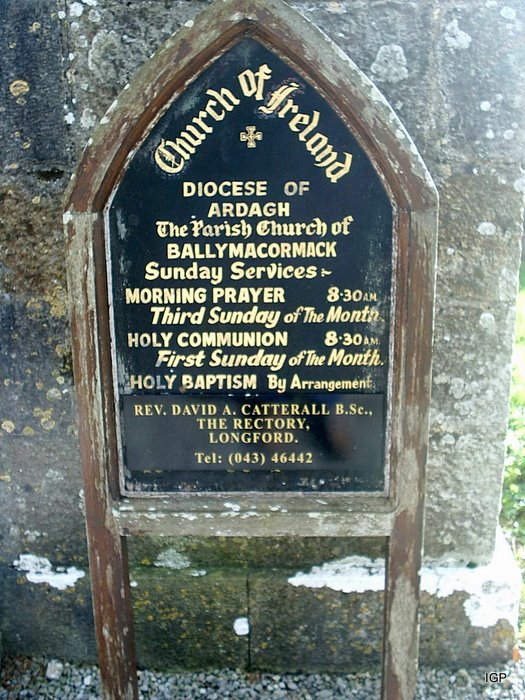 Church of Ireland
DIOCESE OF
ARDAGH
The Parish Church of
BALLYMACORMACK
Sunday Services:~
MORNING PRAYER 8·30AM
Third Sunday of The Month.
HOLY COMMUNION 8·30AM
First Sunday of The Month.
HOLY BAPTISM By Arrangement
REV. DAVID A. CATTERALL B.Sc.,
THE RECTORY,
LONGFORD.
Tel: (043) 46442
IGP